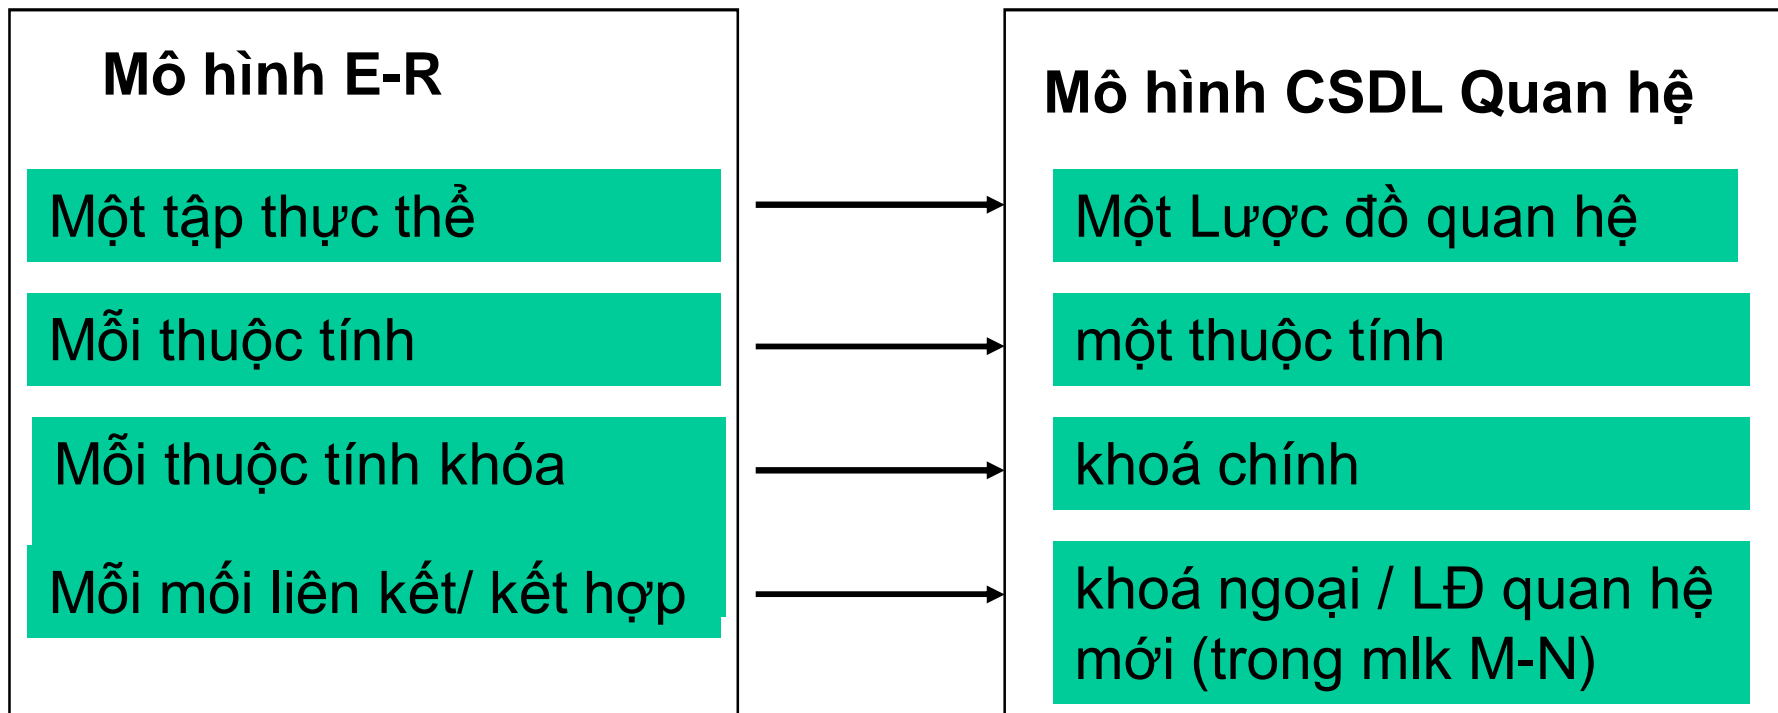 Mô hình E-R
Một tập thực thể
Mỗi thuộc tính
Mỗi thuộc tính khóa
Mỗi mối liên kết/ kết hợp
Mô hình CSDL Quan hệ
Một Lược đồ quan hệ
một thuộc tính
khoá chính
khoá ngoại / LĐ quan hệ
mới (trong mlk M-N)